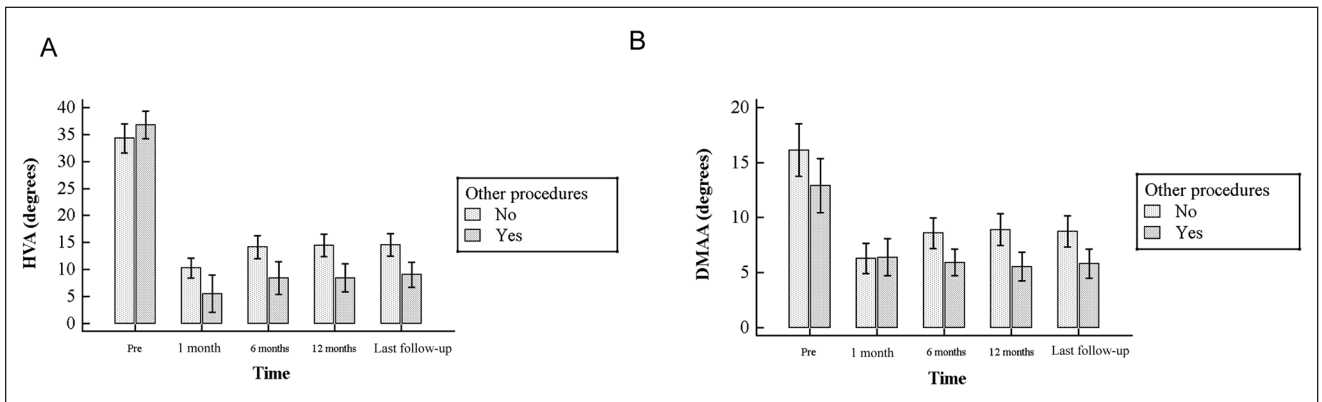 A
HVA (degrees)
40
35
30
25
20
15
10
5
0
Pre
1 month
6 months
12 months
Last follow-up
Time
Other procedures
No
Yes
B
DMAA (degrees)
20
15
10
5
0
Pre
1 month
6 months
12 months
Last follow-up
Time
Other procedures
No
Yes